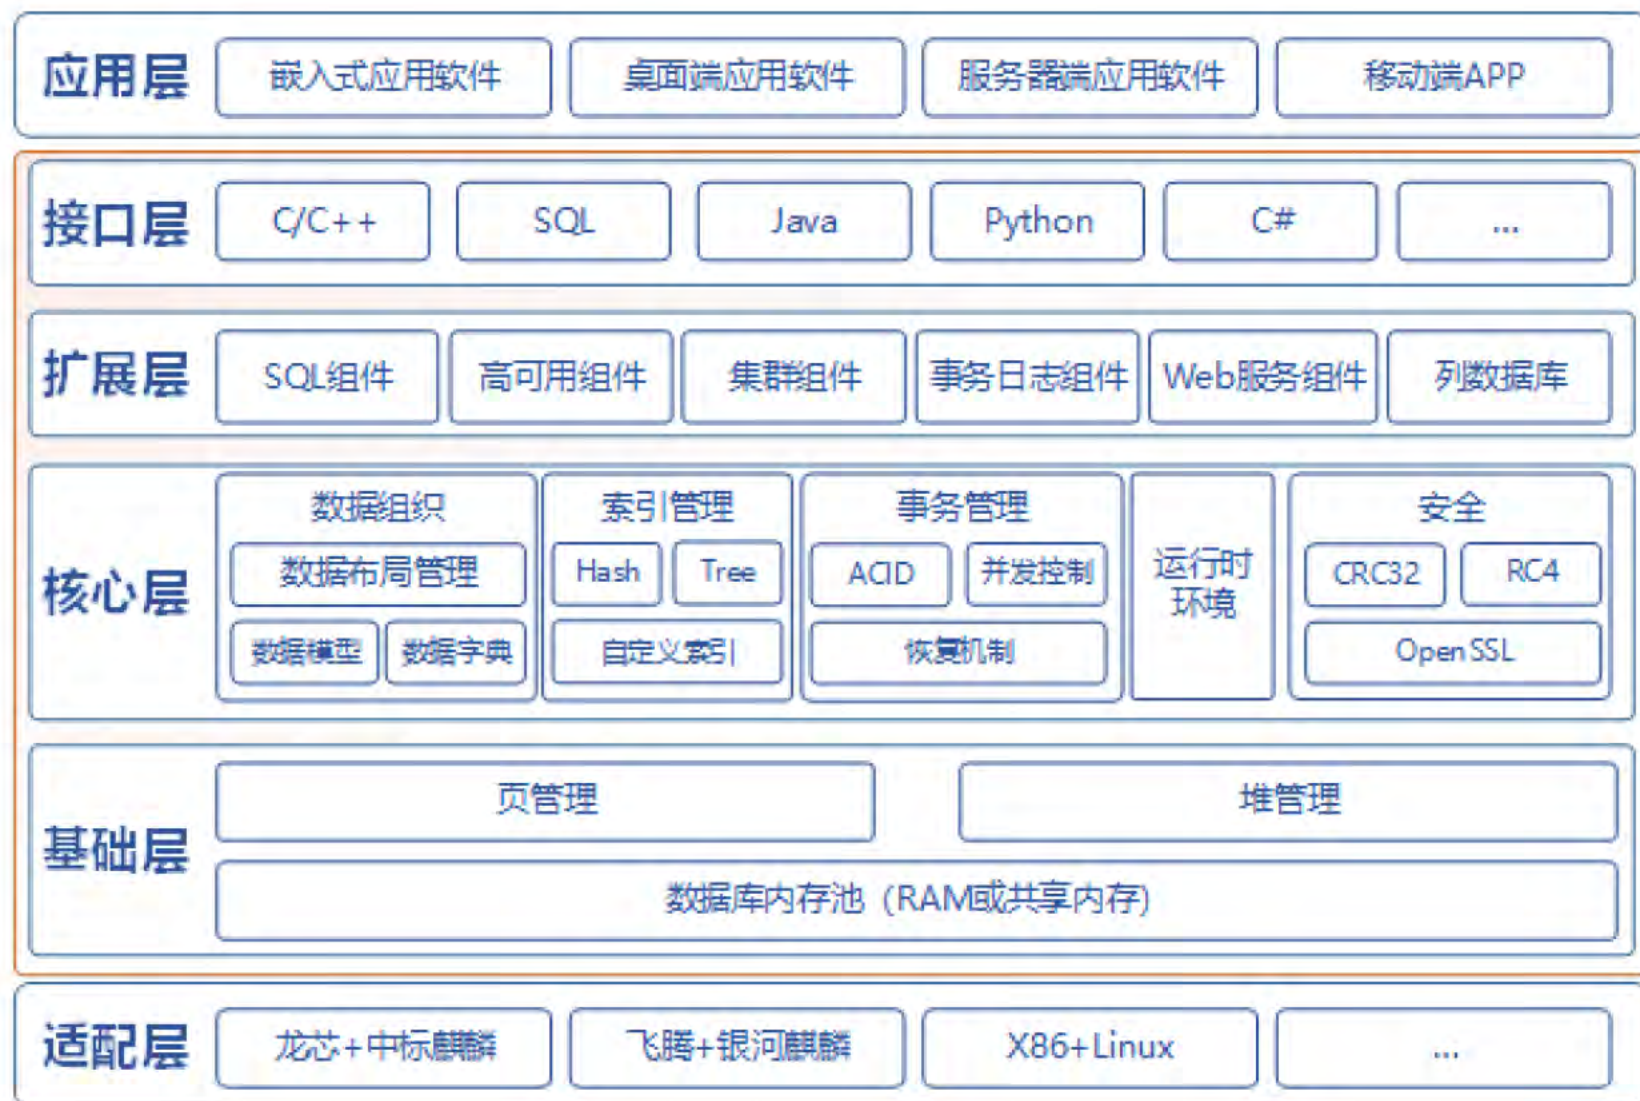 应用层
嵌入式应用软件
桌面端应用软件
服务器端应用软件
移动端APP
接口层
C/C++
SQL
Java
Python
C#
...
扩展层
SQL组件
高可用组件
集群组件
事务日志组件
Web服务组件
列数据库
核心层
数据组织
数据布局管理
数据模型
数据字典
索引管理
Hash
Tree
自定义索引
事务管理
ACID
并发控制
恢复机制
运行时
环境
安全
CRC32
RC4
OpenSSL
基础层
页管理
堆管理
数据库内存池（RAM或共享内存)
适配层
龙芯+中标麒麟
飞腾+银河麒麟
X86+Linux
...